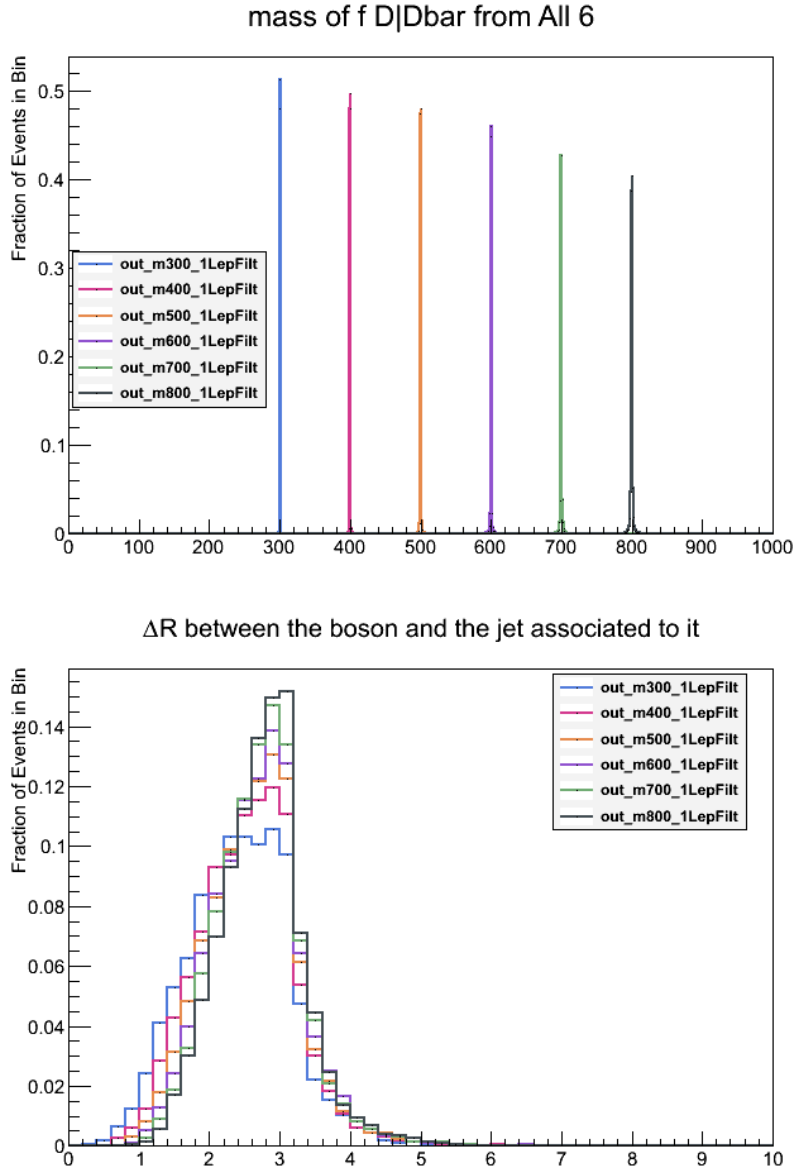 mass of f D|Dbar from All 6
Fraction of Events in Bin
0.5
0.4
0.3
0.2
0.1
0
out_m300_1LepFilt
out_m400_1LepFilt
out_m500_1LepFilt
out_m600_1LepFilt
out_m700_1LepFilt
out_m800_1LepFilt
0 100 200 300 400 500 600 700 800 900 1000
ΔR between the boson and the jet associated to it
Fraction of Events in Bin
0.14
0.12
0.1
0.08
0.06
0.04
0.02
0
out_m300_1LepFilt
out_m400_1LepFilt
out_m500_1LepFilt
out_m600_1LepFilt
out_m700_1LepFilt
out_m800_1LepFilt
0 1 2 3 4 5 6 7 8 9 10